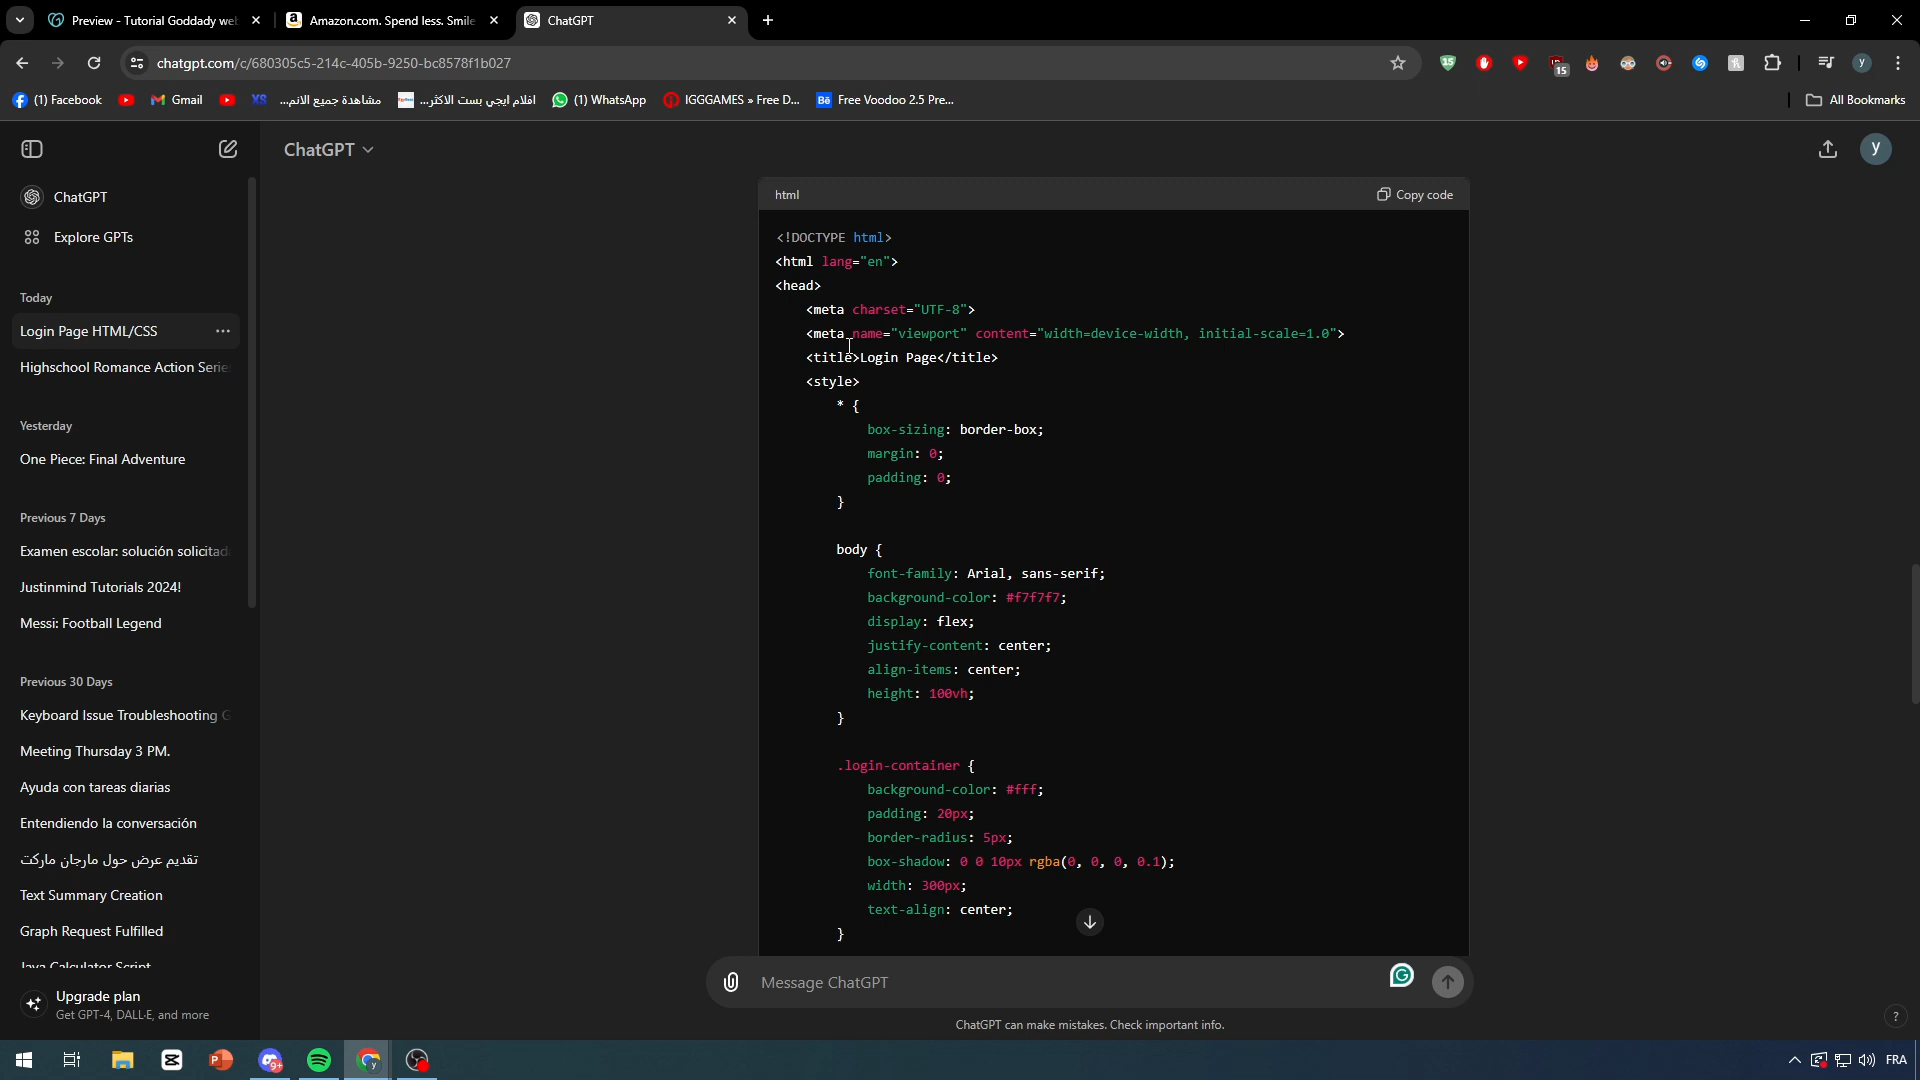 Preview - Tutorial Goddady we
Amazon.com. Spend less. Smile
ChatGPT
chatgpt.com/c/680305c5-214c-405b-9250-bc8578f1b027
15
15
y
(1) Facebook
Gmail
XS
مشاهدة جميع الانم...
افلام ايجي بست الاكثر...
(1) WhatsApp
IGGGAMES » Free D...
Bē Free Voodoo 2.5 Pre...
All Bookmarks
ChatGPT
y
ChatGPT
Explore GPTs
Today
Login Page HTML/CSS
Highschool Romance Action Serie
Yesterday
One Piece: Final Adventure
Previous 7 Days
Examen escolar: solución solicitad
Justinmind Tutorials 2024!
Messi: Football Legend
Previous 30 Days
Keyboard Issue Troubleshooting G
Meeting Thursday 3 PM.
Ayuda con tareas diarias
Entendiendo la conversación
تقديم عرض حول مارجان ماركت
Text Summary Creation
Graph Request Fulfilled
Java Calculator Script
Upgrade plan
Get GPT-4, DALL·E, and more
html
Copy code
<!DOCTYPE html>
<html lang="en">
<head>
<meta charset="UTF-8">
<meta name="viewport" content="width=device-width, initial-scale=1.0">
<title>Login Page</title>
<style>
* {
box-sizing: border-box;
margin: 0;
padding: 0;
}
body {
font-family: Arial, sans-serif;
background-color: #f7f7f7;
display: flex;
justify-content: center;
align-items: center;
height: 100vh;
}
.login-container {
background-color: #fff;
padding: 20px;
border-radius: 5px;
box-shadow: 0 0 10px rgba(0, 0, 0, 0.1);
width: 300px;
text-align: center;
}
Message ChatGPT
ChatGPT can make mistakes. Check important info.
?
9+
FRA